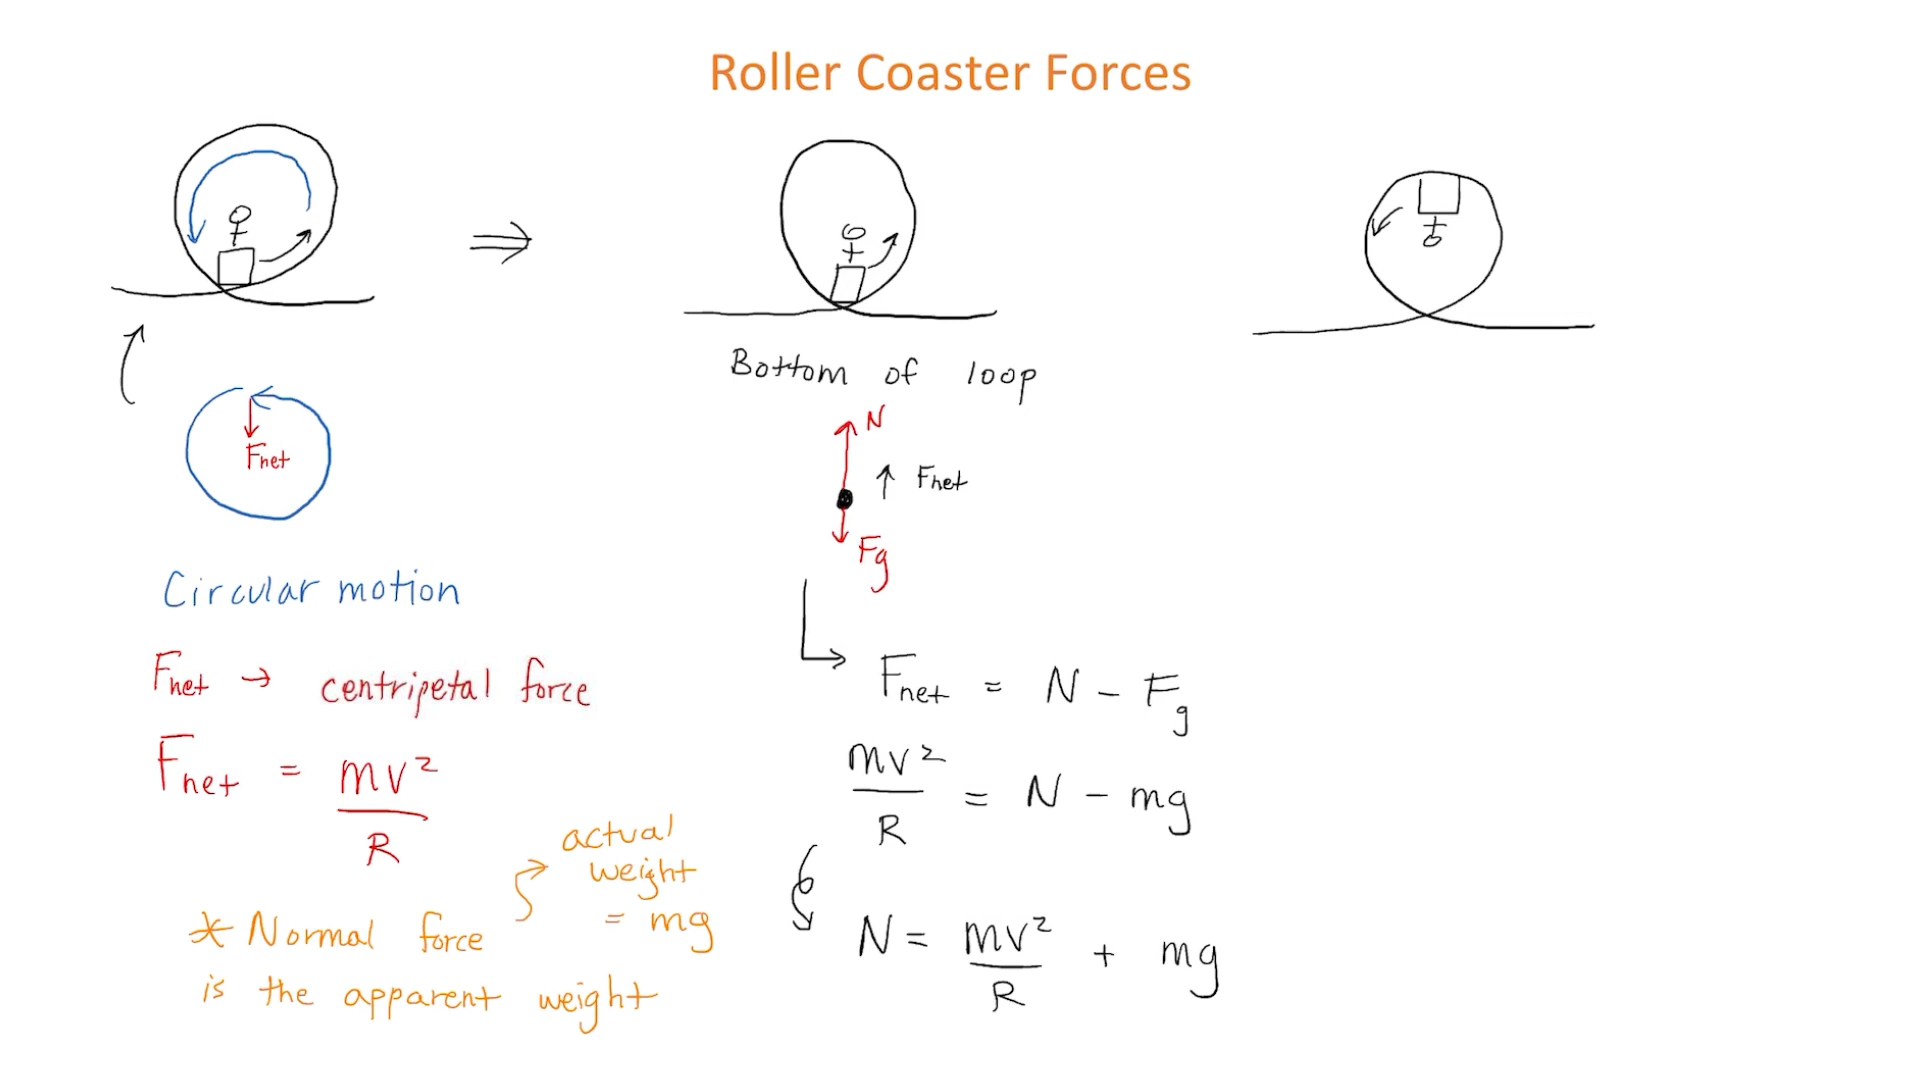 Roller Coaster Forces
Fnet
Circular motion
Fnet → centripetal force
Fnet = mv²
R
* Normal force
is the apparent weight
actual
weight
= mg
Bottom of loop
N
Fnet
Fg
Fnet = N - Fg
mv²
R
= N - mg
N = mv²
R
+ mg